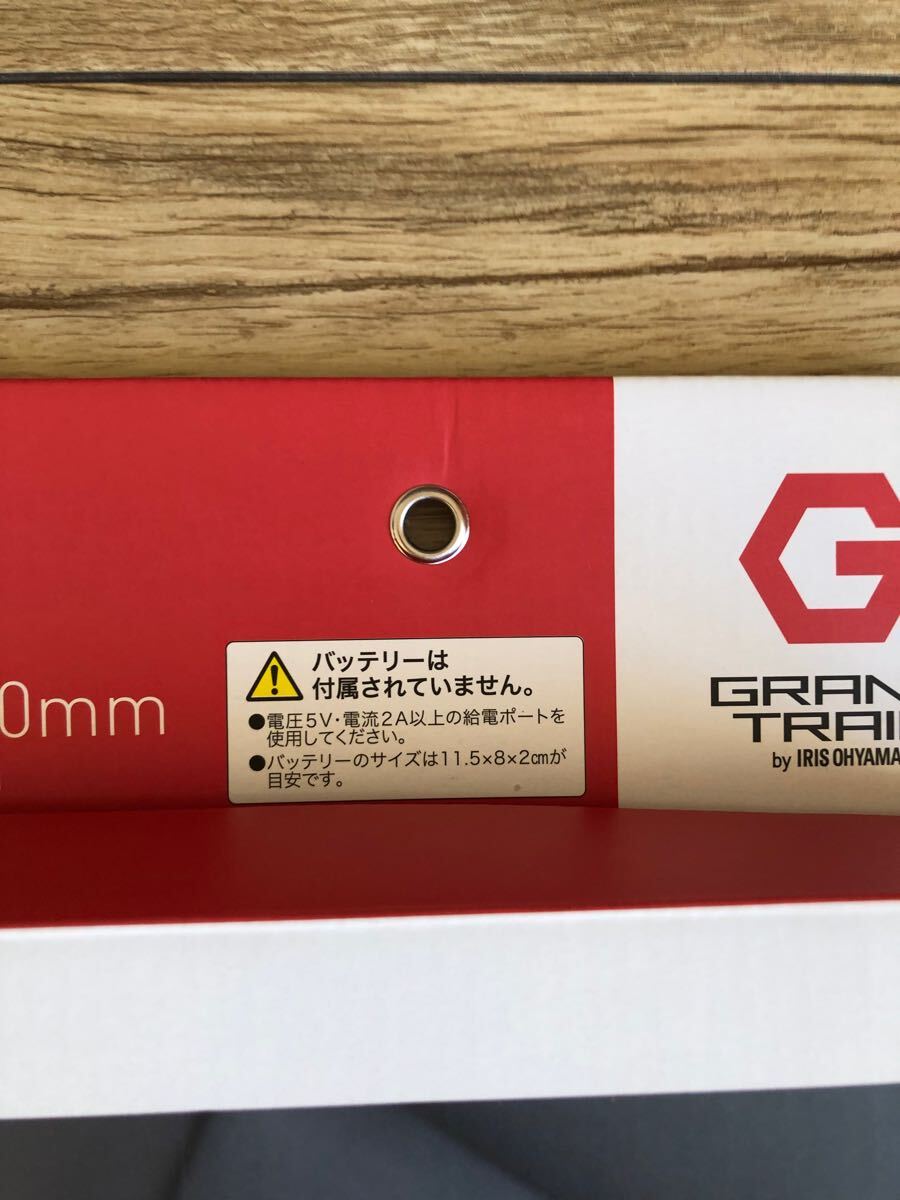 0mm
バッテリーは
付属されていません。
●電圧5V・電流2A以上の給電ポートを
使用してください。
●バッテリーのサイズは11.5×8×2cmが
目安です。
G
GRAN
TRAI
by IRIS OHYAMA